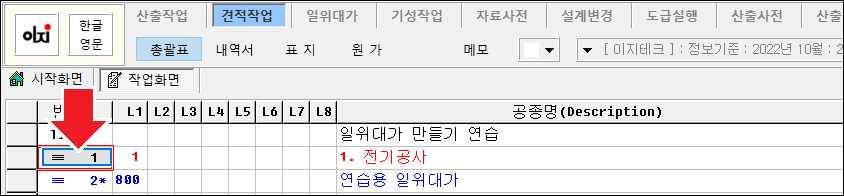 산출작업 견적작업 일위대가 기성작업 자료사전 설계변경 도급실행 산출사전 산출
이지 한글 영문
총괄표 내역서 표 지 원 가 메모 [ 이지테크 ] : 정보기준 : 2022년 10월 : 2
시작화면 작업화면
L1 L2 L3 L4 L5 L6 L7 L8 공종명(Description)
일위대가 만들기 연습
1 1 1. 전기공사
2* 800 연습용 일위대가